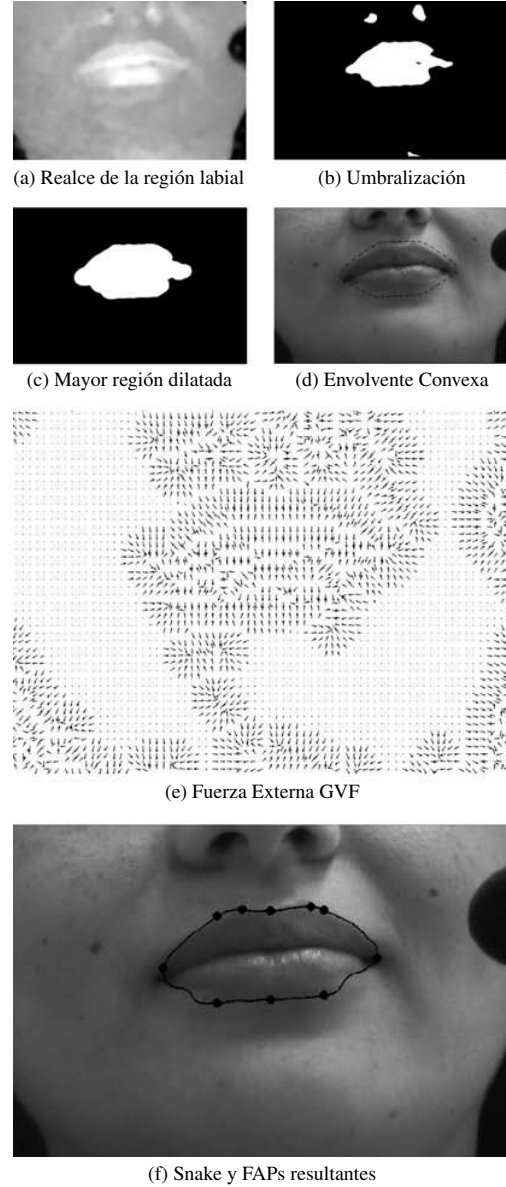 (a) Realce de la región labial
(b) Umbralización
(c) Mayor región dilatada
(d) Envolvente Convexa
(e) Fuerza Externa GVF
(f) Snake y FAPs resultantes